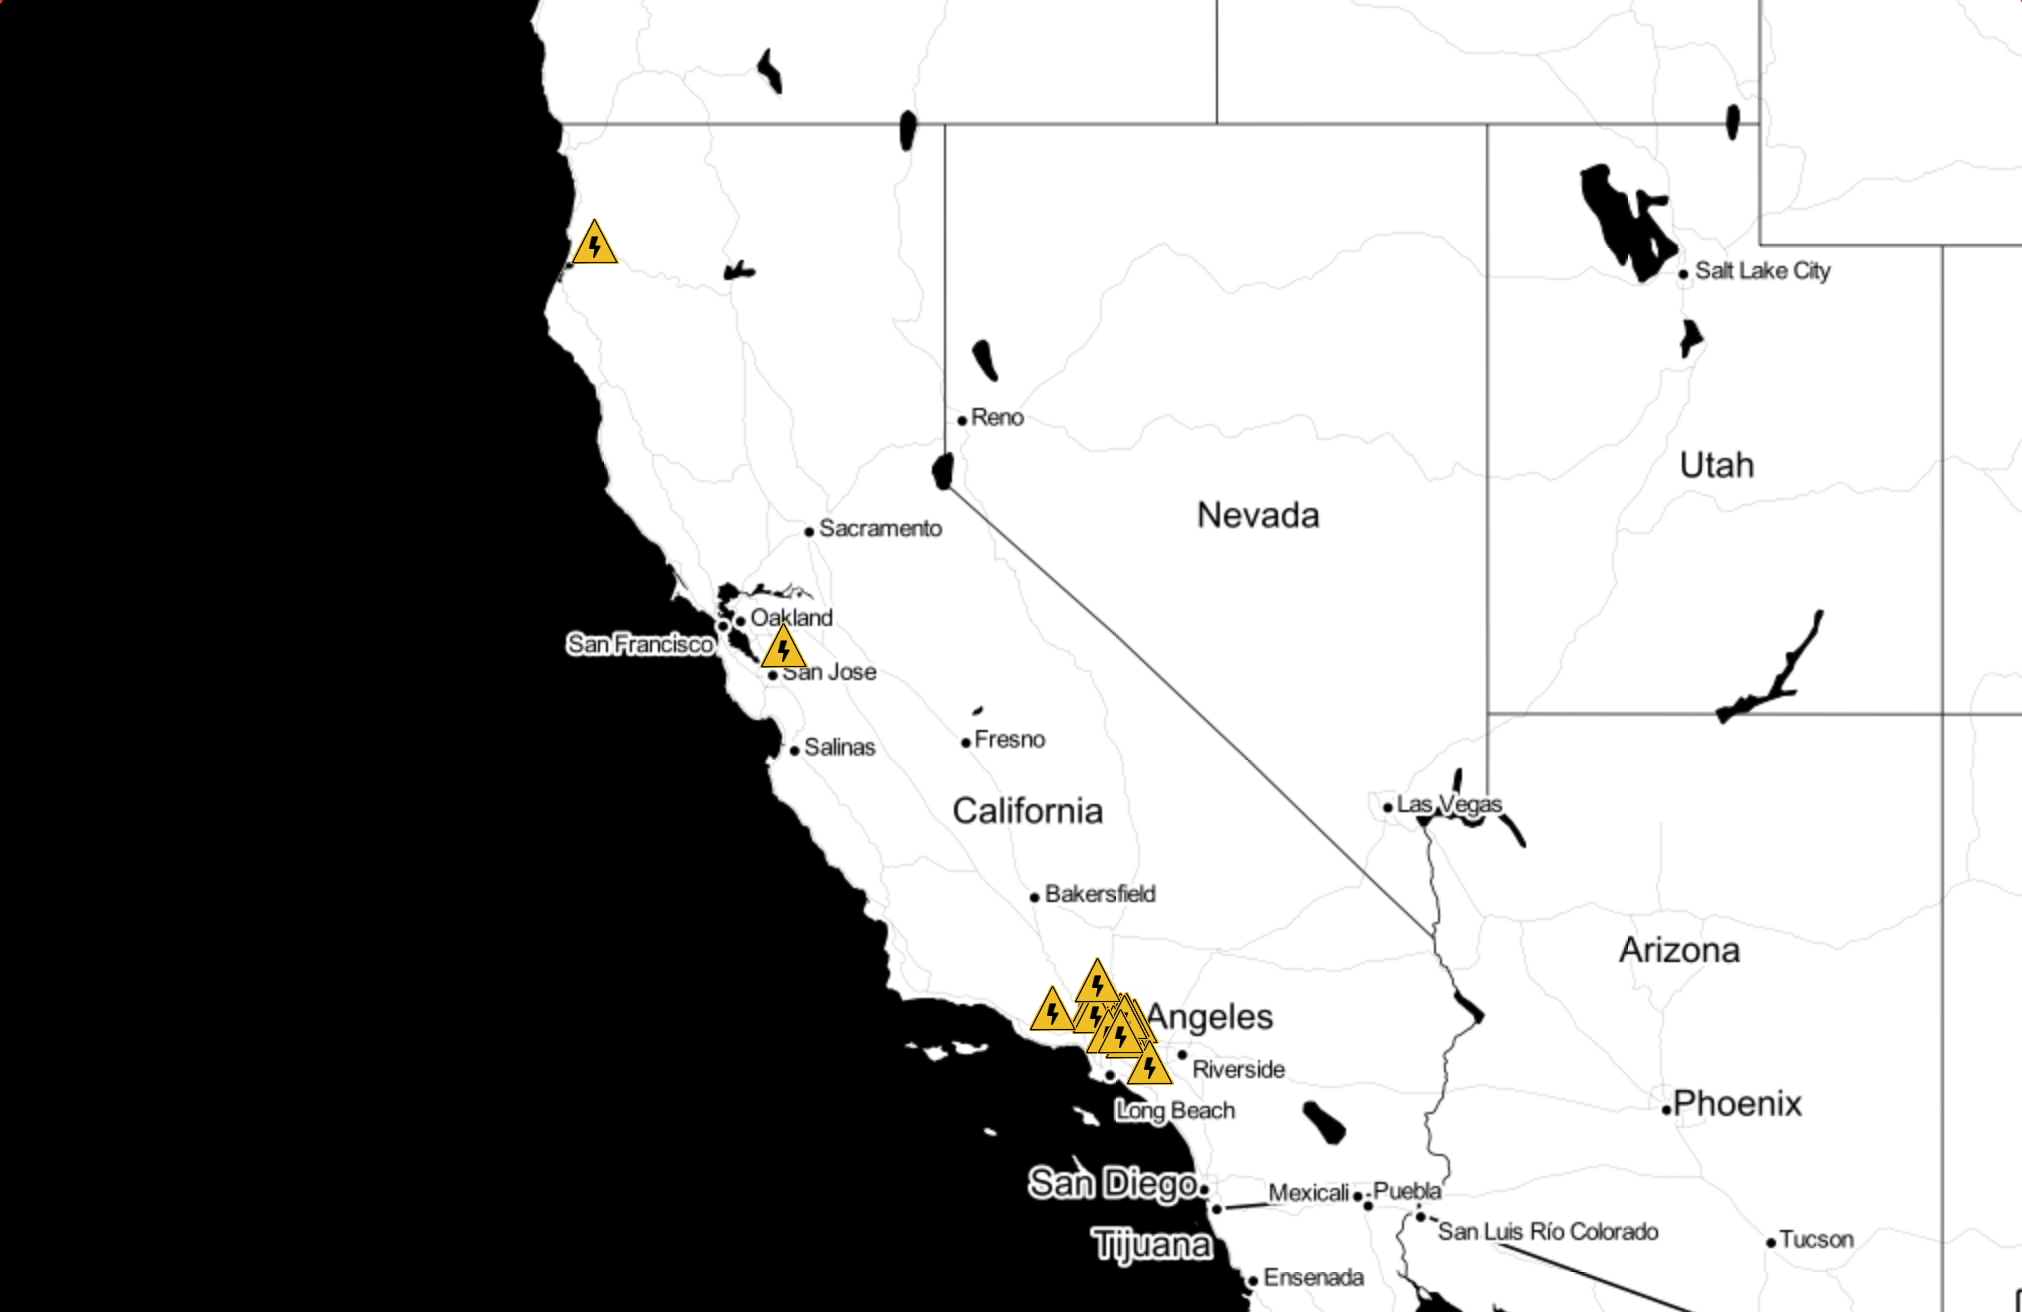 Salt Lake City
Reno
Utah
Nevada
Sacramento
Oakland
San Francisco
San Jose
Salinas
Fresno
Las Vegas
California
Bakersfield
Arizona
Angeles
Riverside
Long Beach
Phoenix
San Diego
Mexicali
Puebla
San Luis Río Colorado
Tijuana
Tucson
Ensenada